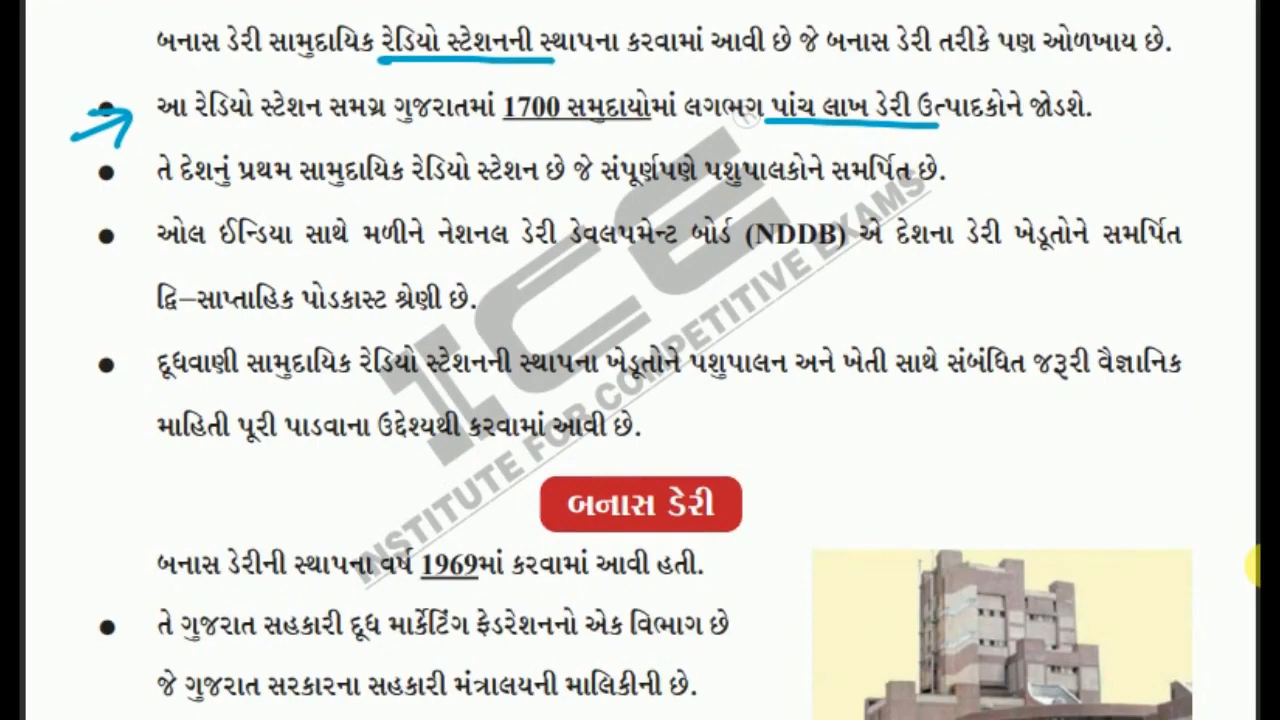 બનાસ ડેરી સામુદાયિક રેડિયો સ્ટેશનની સ્થાપના કરવામાં આવી છે જે બનાસ ડેરી તરીકે પણ ઓળખાય છે.
આ રેડિયો સ્ટેશન સમગ્ર ગુજરાતમાં 1700 સમુદાયોમાં લગભગ પાંચ લાખ ડેરી ઉત્પાદકોને જોડશે.
તે દેશનું પ્રથમ સામુદાયિક રેડિયો સ્ટેશન છે જે સંપૂર્ણપણે પશુપાલકોને સમર્પિત છે.
ઓલ ઈન્ડિયા સાથે મળીને નેશનલ ડેરી ડેવલપમેન્ટ બોર્ડ (NDDB) એ દેશના ડેરી ખેડૂતોને સમર્પિત
દ્વિ–સાપ્તાહિક પોડકાસ્ટ શ્રેણી છે.
દૂધવાણી સામુદાયિક રેડિયો સ્ટેશનની સ્થાપના ખેડૂતોને પશુપાલન અને ખેતી સાથે સંબંધિત જરૂરી વૈજ્ઞાનિક
માહિતી પૂરી પાડવાના ઉદ્દેશ્યથી કરવામાં આવી છે.
ICE
INSTITUTE FOR COMPETITIVE EXAMS
બનાસ ડેરી
બનાસ ડેરીની સ્થાપના વર્ષ 1969માં કરવામાં આવી હતી.
તે ગુજરાત સહકારી દૂધ માર્કેટિંગ ફેડરેશનનો એક વિભાગ છે
જે ગુજરાત સરકારના સહકારી મંત્રાલયની માલિકીની છે.